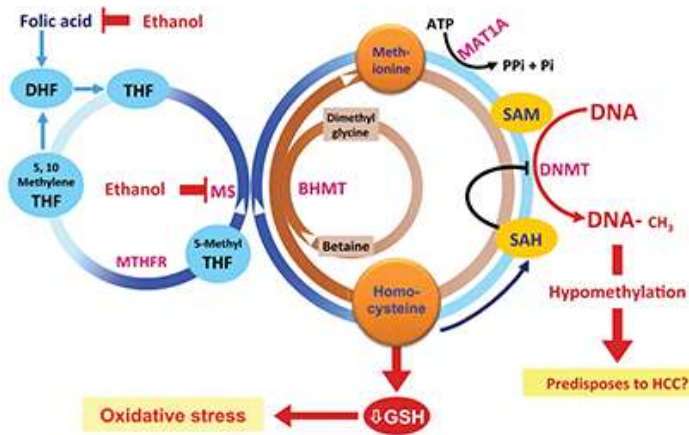 Folic acid
Ethanol
ATP
MAT1A
PPi + Pi
Meth-
ionine
DHF
THF
SAM
DNA
Dimethyl
glycine
5, 10
Methylene
THF
Ethanol
MS
BHMT
DNMT
Betaine
SAH
DNA- CH₃
5-Methyl
THF
MTHFR
Homo-
cysteine
Hypomethylation
Predisposes to HCC?
Oxidative stress
⇩GSH